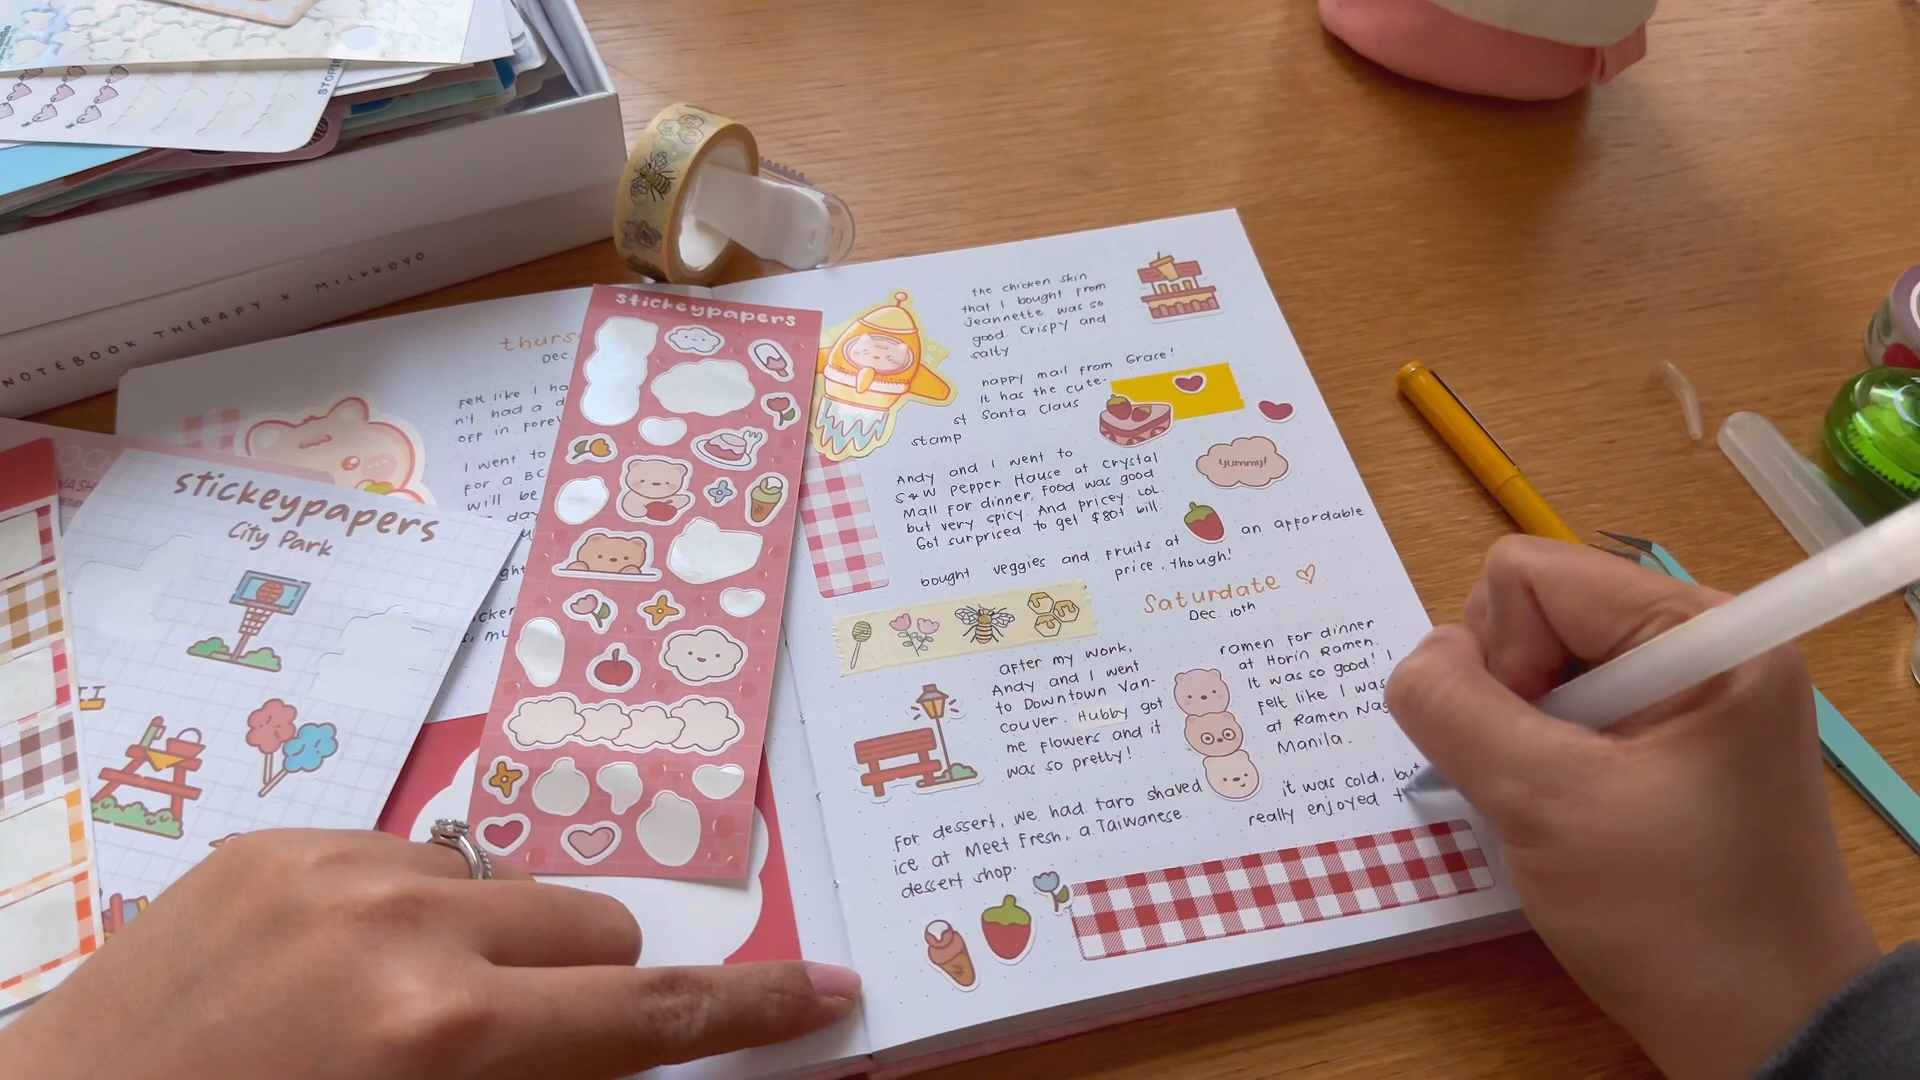 NOTEBOOK THERAPY x MILKKOYO
stickeypapers
City Park
stickeypapers
thurs
Dec.
Felt like I ha
n't had a d
off in forev
I went to
for a BC
will be
day
the chicken skin
that I bought from
Jeannette was so
good. Crispy and
salty
happy mail from Grace!
It has the cute-
st Santa Claus
stamp
yummy!
Andy and I went to
S&W Pepper House at Crystal
Mall for dinner, food was good
but very spicy. And pricey. LOL.
Got surprised to get $80+ bill.
bought veggies and fruits at an affordable
price, though!
Saturdate ♡
Dec. 10th
after my work,
Andy and I went
to Downtown Van-
couver. Hubby got
me flowers and it
was so pretty!
For dessert, we had taro shaved
ice at Meet Fresh, a Taiwanese
dessert shop.
ramen for dinner
at Horin Ramen.
It was so good! I
felt like I was
at Ramen Nag
Manila.
it was cold, but
really enjoyed t